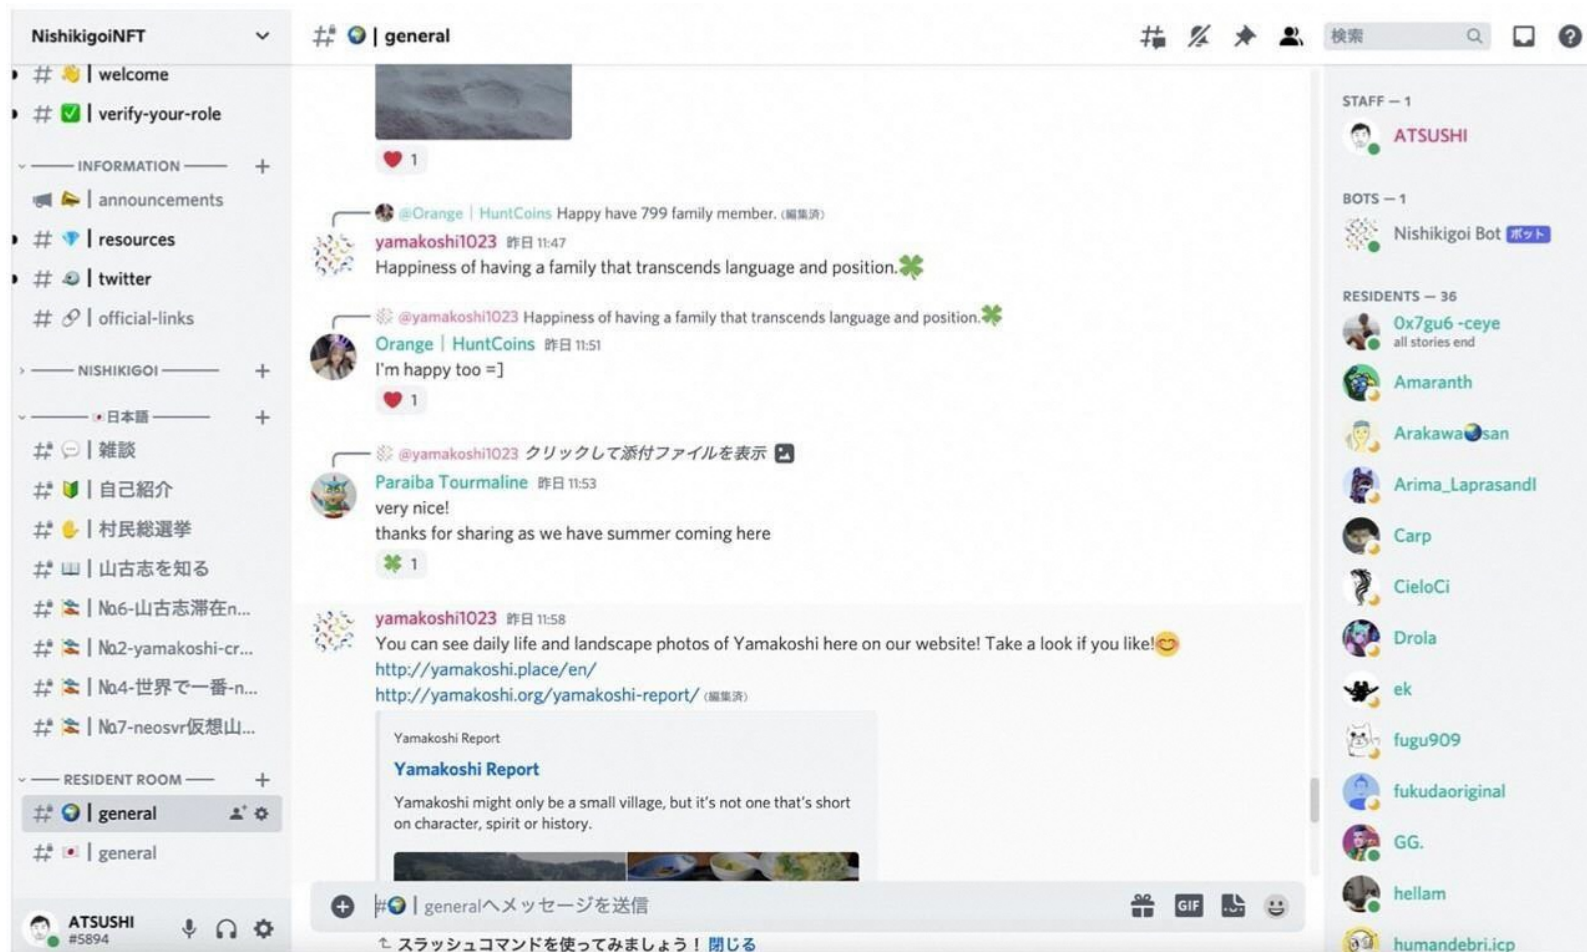 NishikigoiNFT
welcome
verify-your-role
INFORMATION
announcements
resources
twitter
official-links
NISHIKIGOI
日本語
雑談
自己紹介
村民総選挙
山古志を知る
No.6-山古志滞在n...
No.2-yamakoshi-cr...
No.4-世界で一番-n...
No.7-neosvr仮想山...
RESIDENT ROOM
general
general
ATSUSHI
#5894
general
検索
1
@Orange | HuntCoins Happy have 799 family member. (編集済)
yamakoshi1023 昨日 11:47
Happiness of having a family that transcends language and position.🍀
@yamakoshi1023 Happiness of having a family that transcends language and position.🍀
Orange | HuntCoins 昨日 11:51
I'm happy too =]
1
@yamakoshi1023 クリックして添付ファイルを表示
Paraiba Tourmaline 昨日 11:53
very nice!
thanks for sharing as we have summer coming here
1
yamakoshi1023 昨日 11:58
You can see daily life and landscape photos of Yamakoshi here on our website! Take a look if you like!😊
http://yamakoshi.place/en/
http://yamakoshi.org/yamakoshi-report/ (編集済)
Yamakoshi Report
Yamakoshi Report
Yamakoshi might only be a small village, but it's not one that's short
on character, spirit or history.
#🌍 | generalへメッセージを送信
GIF
スラッシュコマンドを使ってみましょう！ 閉じる
STAFF — 1
ATSUSHI
BOTS — 1
Nishikigoi Bot ボット
RESIDENTS — 36
0x7gu6 -ceye
all stories end
Amaranth
Arakawa🌏san
Arima_Laprasandl
Carp
CieloCi
Drola
ek
fugu909
fukudaoriginal
GG.
hellam
humandebri.icp